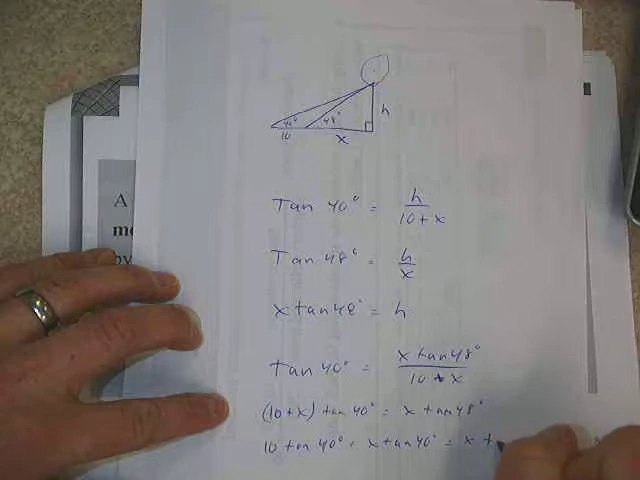 40° 48° h
10 x
Tan 40° = h / 10 + x
Tan 48° = h / x
x tan 48° = h
tan 40° = x tan 48° / 10 + x
(10 + x) tan 40° = x tan 48°
10 tan 40° + x tan 40° = x t
A
by